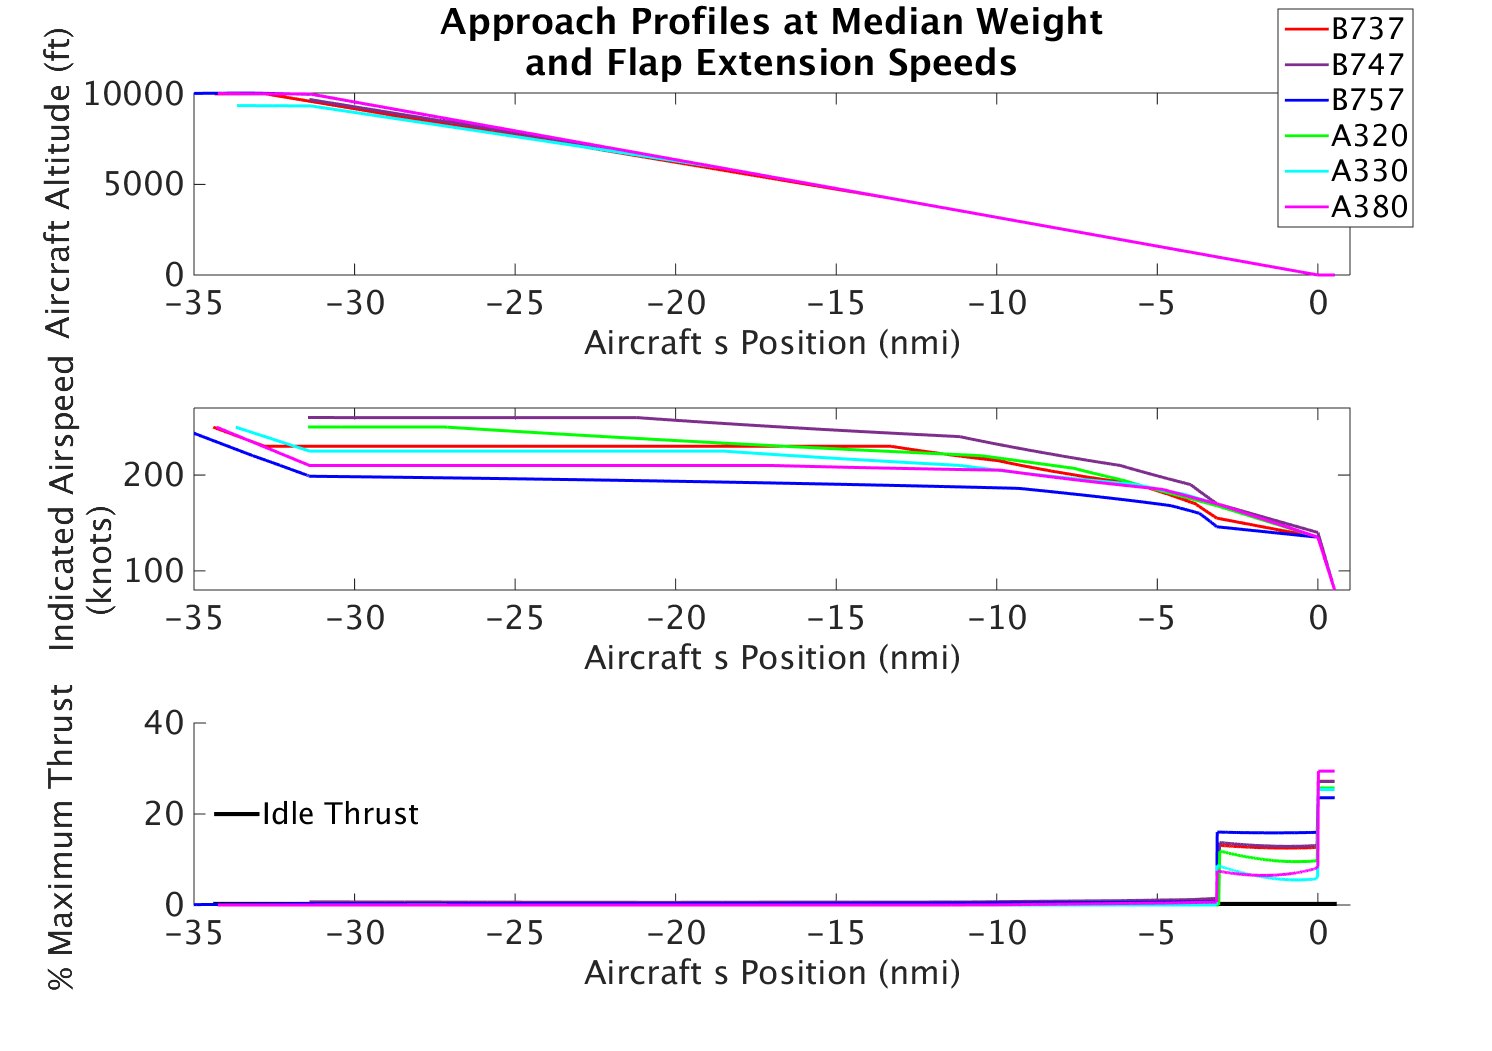 Approach Profiles at Median Weight
and Flap Extension Speeds
B737
B747
B757
A320
A330
A380
Aircraft Altitude (ft)
10000
5000
0
−35 −30 −25 −20 −15 −10 −5 0
Aircraft s Position (nmi)
Indicated Airspeed
(knots)
200
100
−35 −30 −25 −20 −15 −10 −5 0
Aircraft s Position (nmi)
% Maximum Thrust
40
20
0
Idle Thrust
−35 −30 −25 −20 −15 −10 −5 0
Aircraft s Position (nmi)